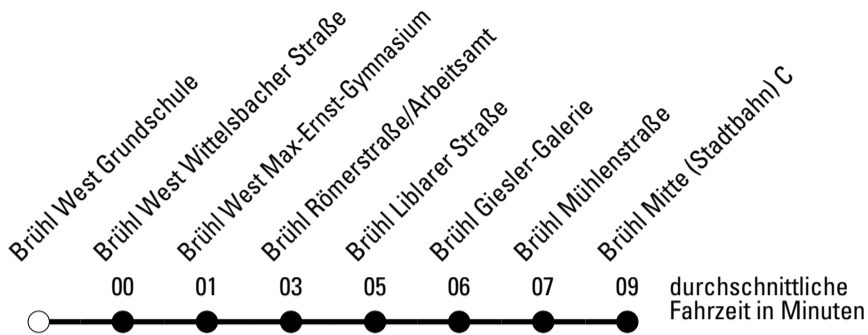 Brühl West Grundschule
Brühl West Wittelsbacher Straße
Brühl West Max-Ernst-Gymnasium
Brühl Römerstraße/Arbeitsamt
Brühl Liblarer Straße
Brühl Giesler-Galerie
Brühl Mühlenstraße
Brühl Mitte (Stadtbahn) C
00 01 03 05 06 07 09 durchschnittliche
Fahrzeit in Minuten